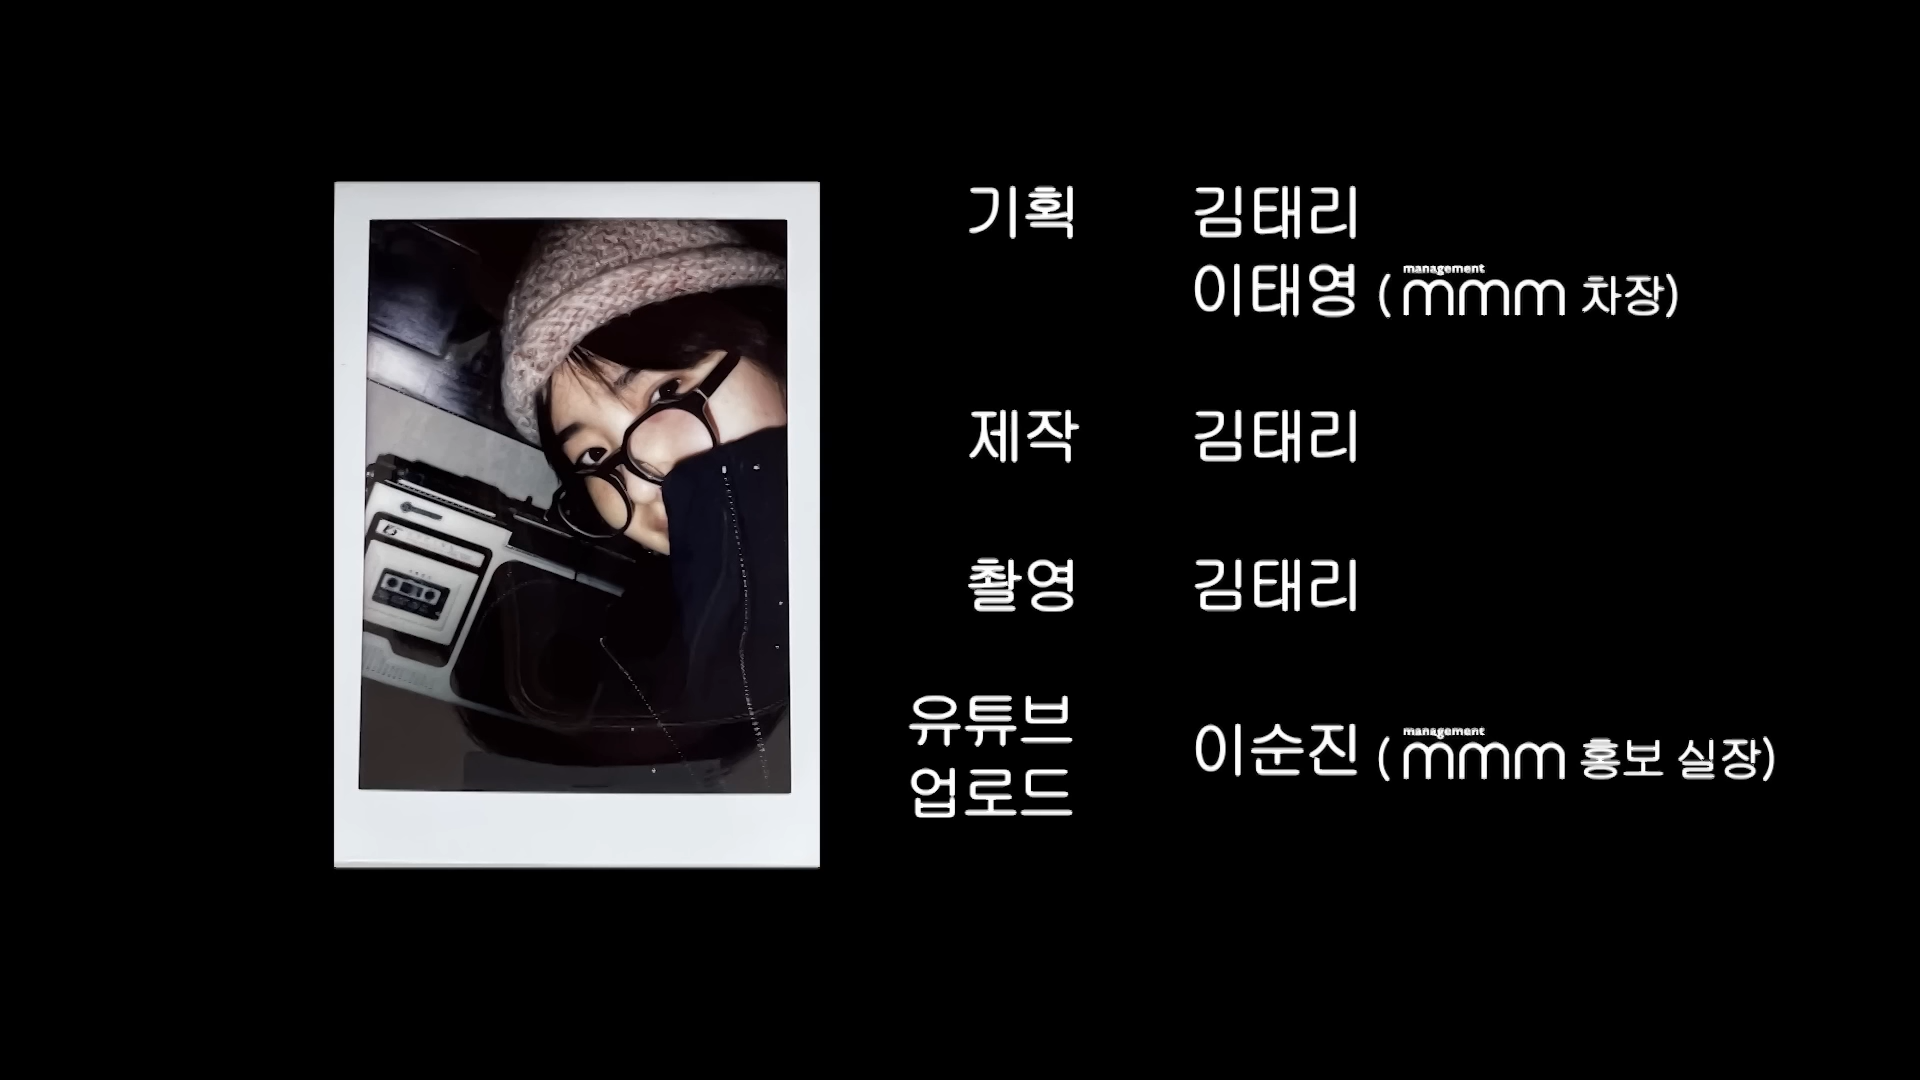 기획 김태리
이태영 (management mmm 차장)
제작 김태리
촬영 김태리
유튜브
업로드 이순진 (management mmm 홍보 실장)